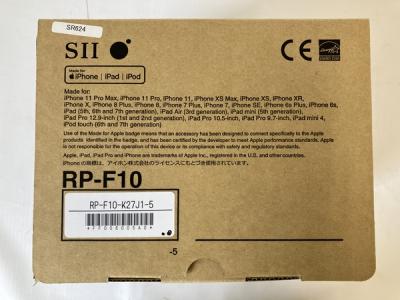 SR624
SII
CE
Made for
iPhone | iPad | iPod
Made for:
iPhone 11 Pro Max, iPhone 11 Pro, iPhone 11, iPhone XS Max, iPhone XS, iPhone XR,
iPhone X, iPhone 8 Plus, iPhone 8, iPhone 7 Plus, iPhone 7, iPhone SE, iPhone 6s Plus, iPhone 6s,
iPad (5th, 6th and 7th generation), iPad Air (3rd generation), iPad mini (5th generation),
iPad Pro 12.9-inch (1st and 2nd generation), iPad Pro 10.5-inch, iPad Pro 9.7-inch, iPad mini 4,
iPod touch (6th and 7th generation)
Use of the Made for Apple badge means that an accessory has been designed to connect specifically to the Apple
products identified in the badge, and has been certified by the developer to meet Apple performance standards. Apple
is not responsible for the operation of this device or its compliance with safety and regulatory standards.
Apple, iPad, iPad Pro and iPhone are trademarks of Apple Inc., registered in the U.S. and other countries.
iPhone の商標は、アイホン株式会社のライセンスにもとづき使用されています。
RP-F10
RP-F10-K27J1-5
-5